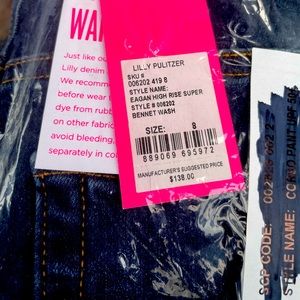 WA
Just like ou
Lilly denim
We recomm
before wear
dye from rub
on other fabri
avoid bleeding,
separately in co
LILLY PULITZER
SKU #
006202 419 8
STYLE NAME:
EAGAN HIGH RISE SUPER
STYLE # 006202
BENNET WASH
SIZE: 8
889069 695972
MANUFACTURER'S SUGGESTED PRICE
$138.00
STYLE NAME: